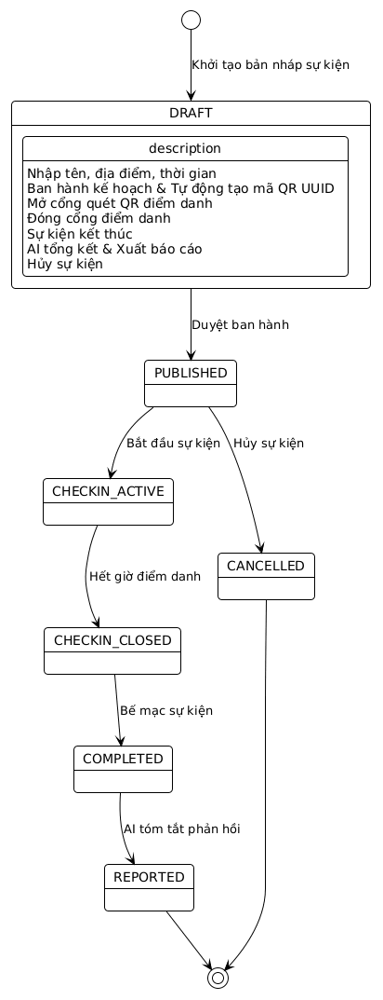 Khởi tạo bản nháp sự kiện
DRAFT
description
Nhập tên, địa điểm, thời gian
Ban hành kế hoạch & Tự động tạo mã QR UUID
Mở cổng quét QR điểm danh
Đóng cổng điểm danh
Sự kiện kết thúc
AI tổng kết & Xuất báo cáo
Hủy sự kiện
Duyệt ban hành
PUBLISHED
Bắt đầu sự kiện
Hủy sự kiện
CHECKIN_ACTIVE
CANCELLED
Hết giờ điểm danh
CHECKIN_CLOSED
Bế mạc sự kiện
COMPLETED
AI tóm tắt phản hồi
REPORTED